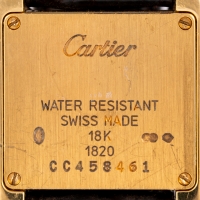 Cartier
WATER RESISTANT
SWISS MADE
18K
1820
CC458461